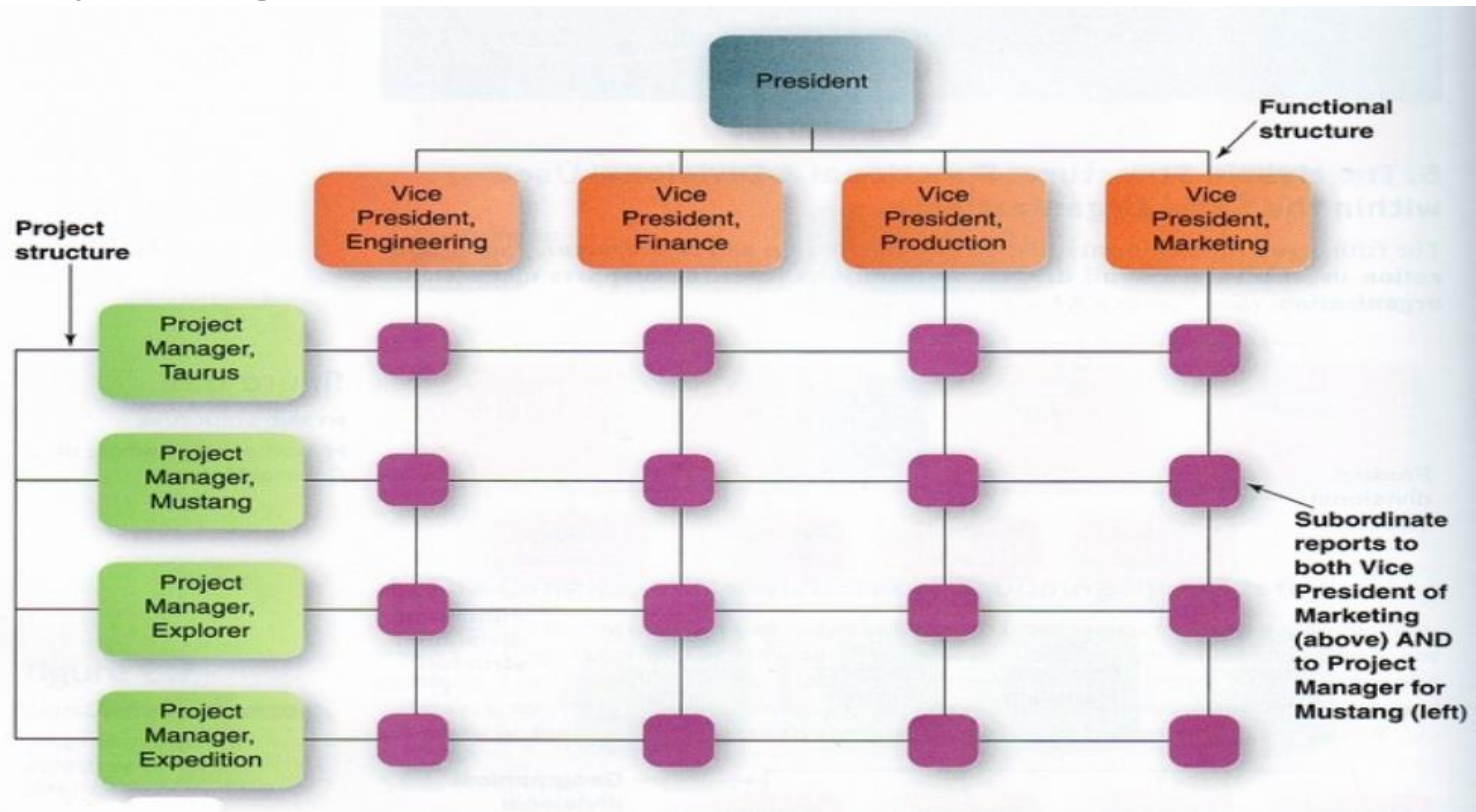 President
Functional
structure
Vice
President,
Engineering
Vice
President,
Finance
Vice
President,
Production
Vice
President,
Marketing
Project
structure
Project
Manager,
Taurus
Project
Manager,
Mustang
Subordinate
reports to
both Vice
President of
Marketing
(above) AND
to Project
Manager for
Mustang (left)
Project
Manager,
Explorer
Project
Manager,
Expedition